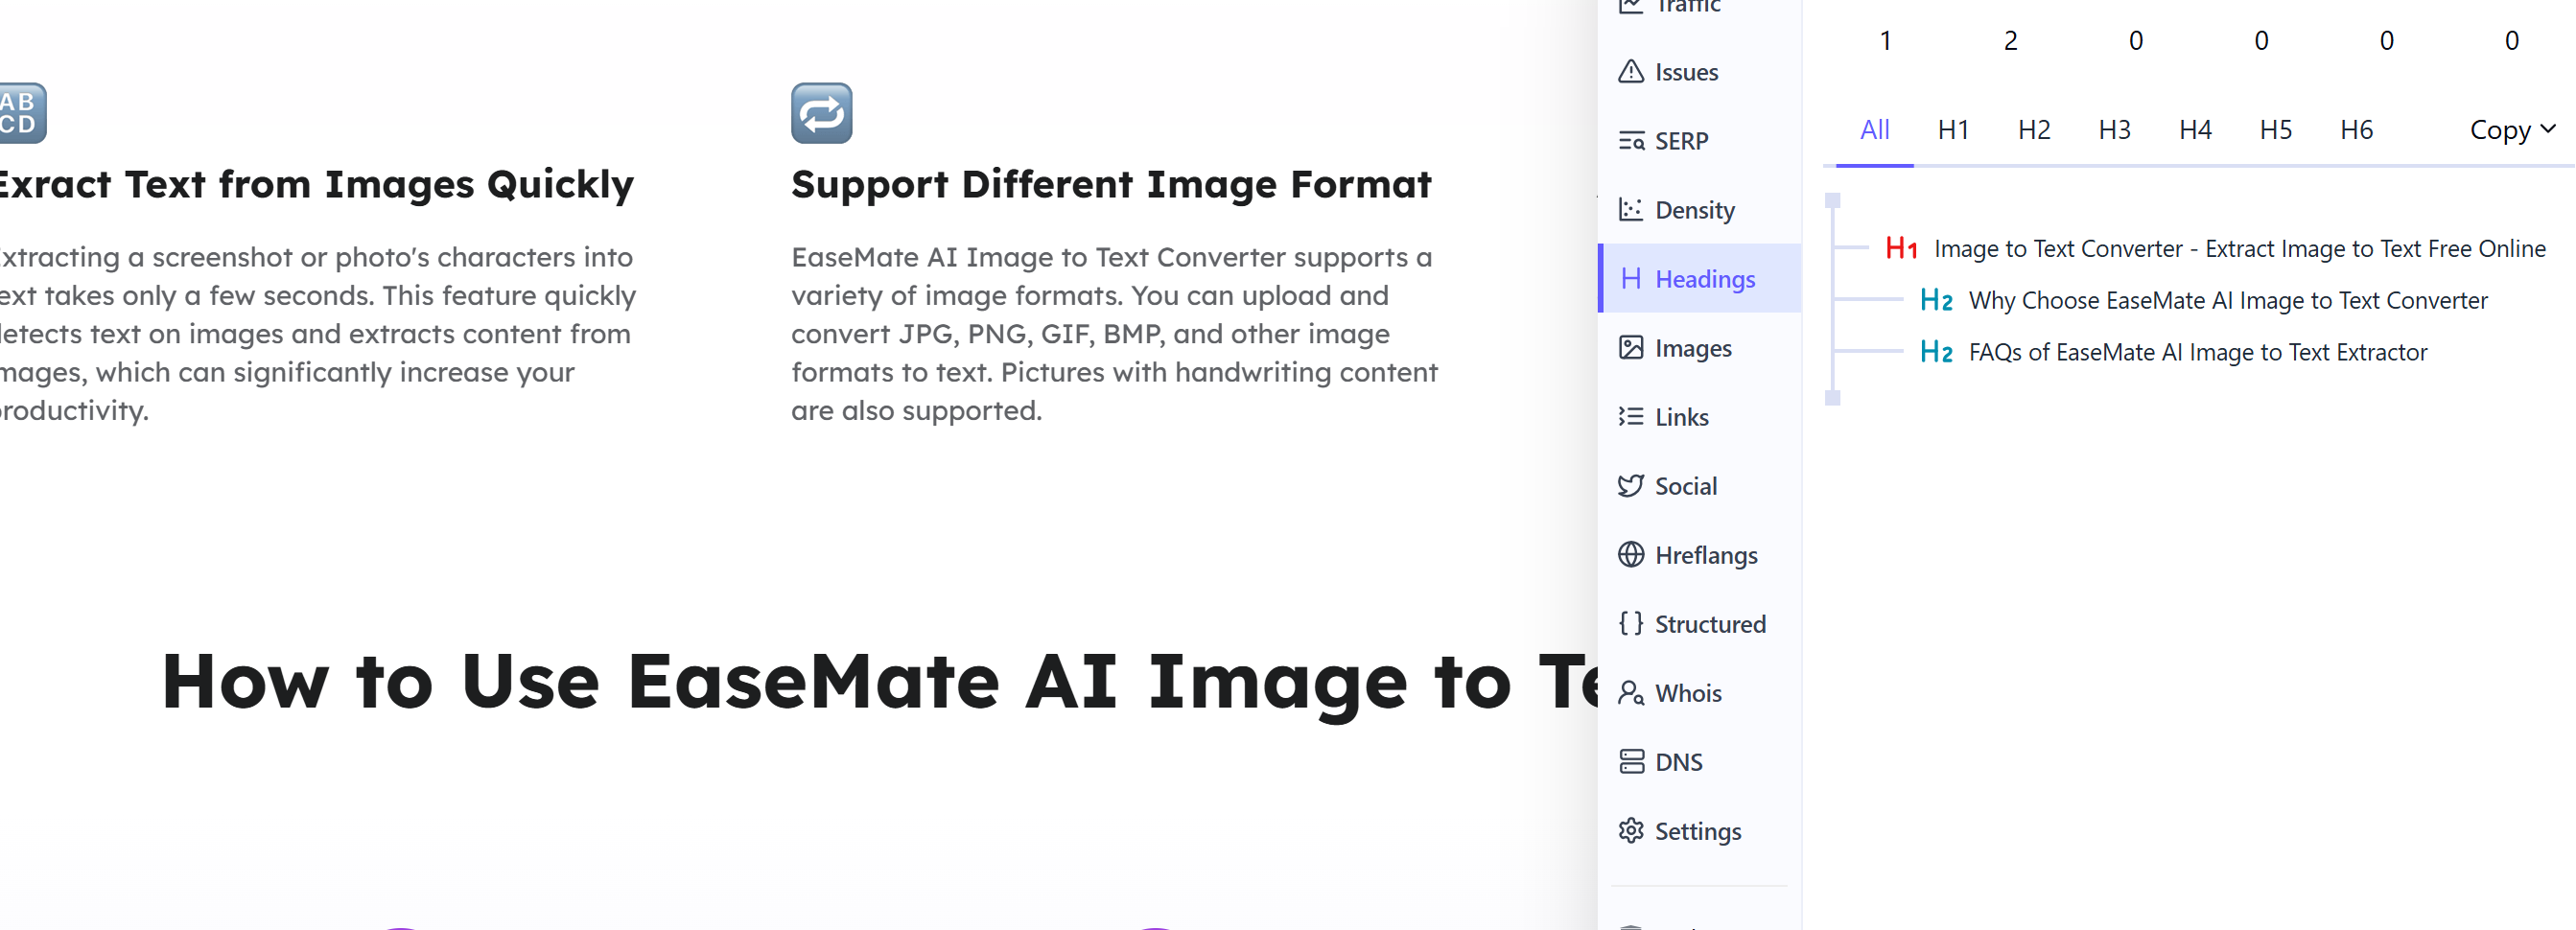 AB
CD
Exract Text from Images Quickly
Extracting a screenshot or photo's characters into
text takes only a few seconds. This feature quickly
detects text on images and extracts content from
images, which can significantly increase your
productivity.
Support Different Image Format
EaseMate AI Image to Text Converter supports a
variety of image formats. You can upload and
convert JPG, PNG, GIF, BMP, and other image
formats to text. Pictures with handwriting content
are also supported.
How to Use EaseMate AI Image to Te
Traffic
Issues
SERP
Density
Headings
Images
Links
Social
Hreflangs
Structured
Whois
DNS
Settings
1 2 0 0 0 0
All H1 H2 H3 H4 H5 H6 Copy
H1 Image to Text Converter - Extract Image to Text Free Online
H2 Why Choose EaseMate AI Image to Text Converter
H2 FAQs of EaseMate AI Image to Text Extractor